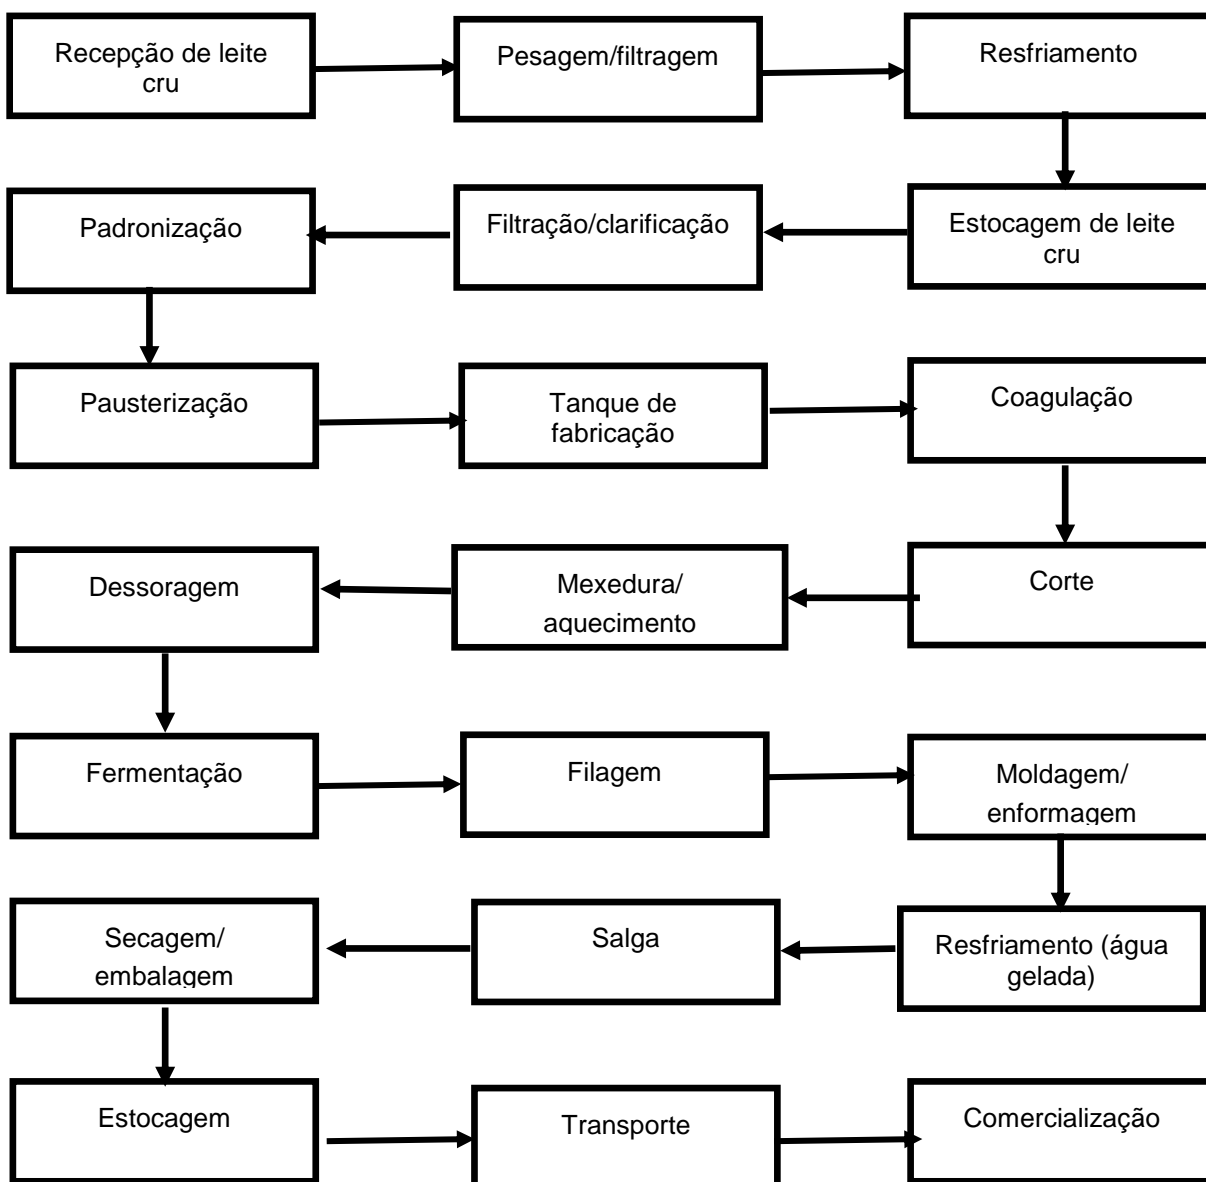 Recepção de leite
cru
Pesagem/filtragem
Resfriamento
Padronização
Filtração/clarificação
Estocagem de leite
cru
Pausterização
Tanque de
fabricação
Coagulação
Dessoragem
Mexedura/
aquecimento
Corte
Fermentação
Filagem
Moldagem/
enformagem
Secagem/
embalagem
Salga
Resfriamento (água
gelada)
Estocagem
Transporte
Comercialização